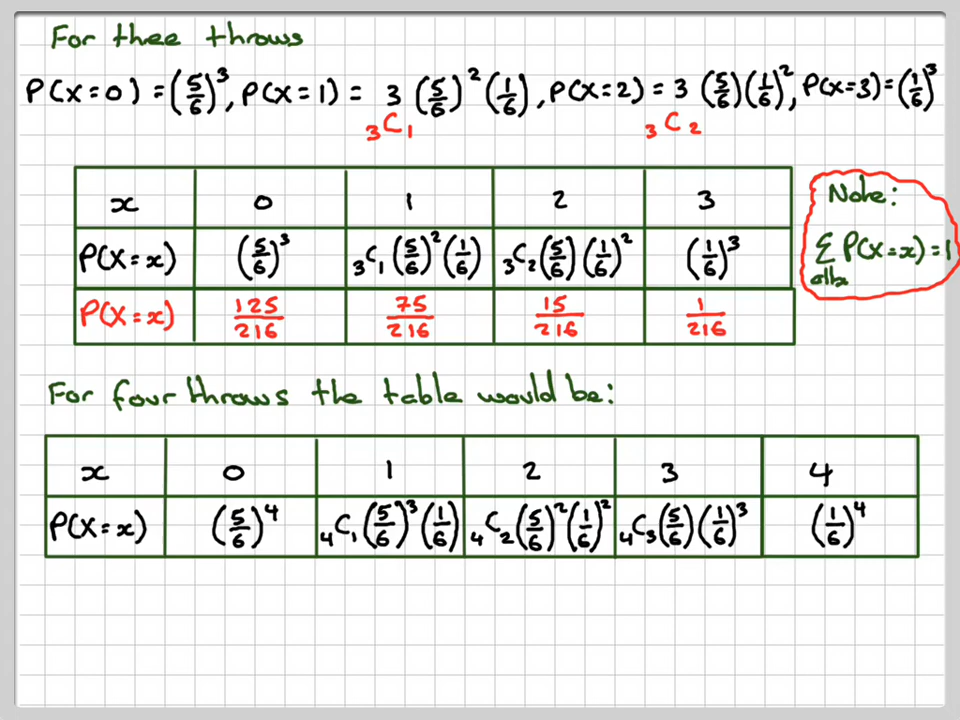 For thee throws
P(X=0) = (5/6)³, P(X=1) = 3 (5/6)² (1/6), P(X=2) = 3 (5/6)(1/6)², P(X=3)=(1/6)³
₃C₁ ₃C₂
x 0 1 2 3
P(X=x) (5/6)³ ₃C₁(5/6)²(1/6) ₃C₂(5/6)(1/6)² (1/6)³
P(X=x) 125/216 75/216 15/216 1/216
Note:
∑ P(X=x)=1
all x
For four throws the table would be:
x 0 1 2 3 4
P(X=x) (5/6)⁴ ₄C₁(5/6)³(1/6) ₄C₂(5/6)²(1/6)² ₄C₃(5/6)(1/6)³ (1/6)⁴